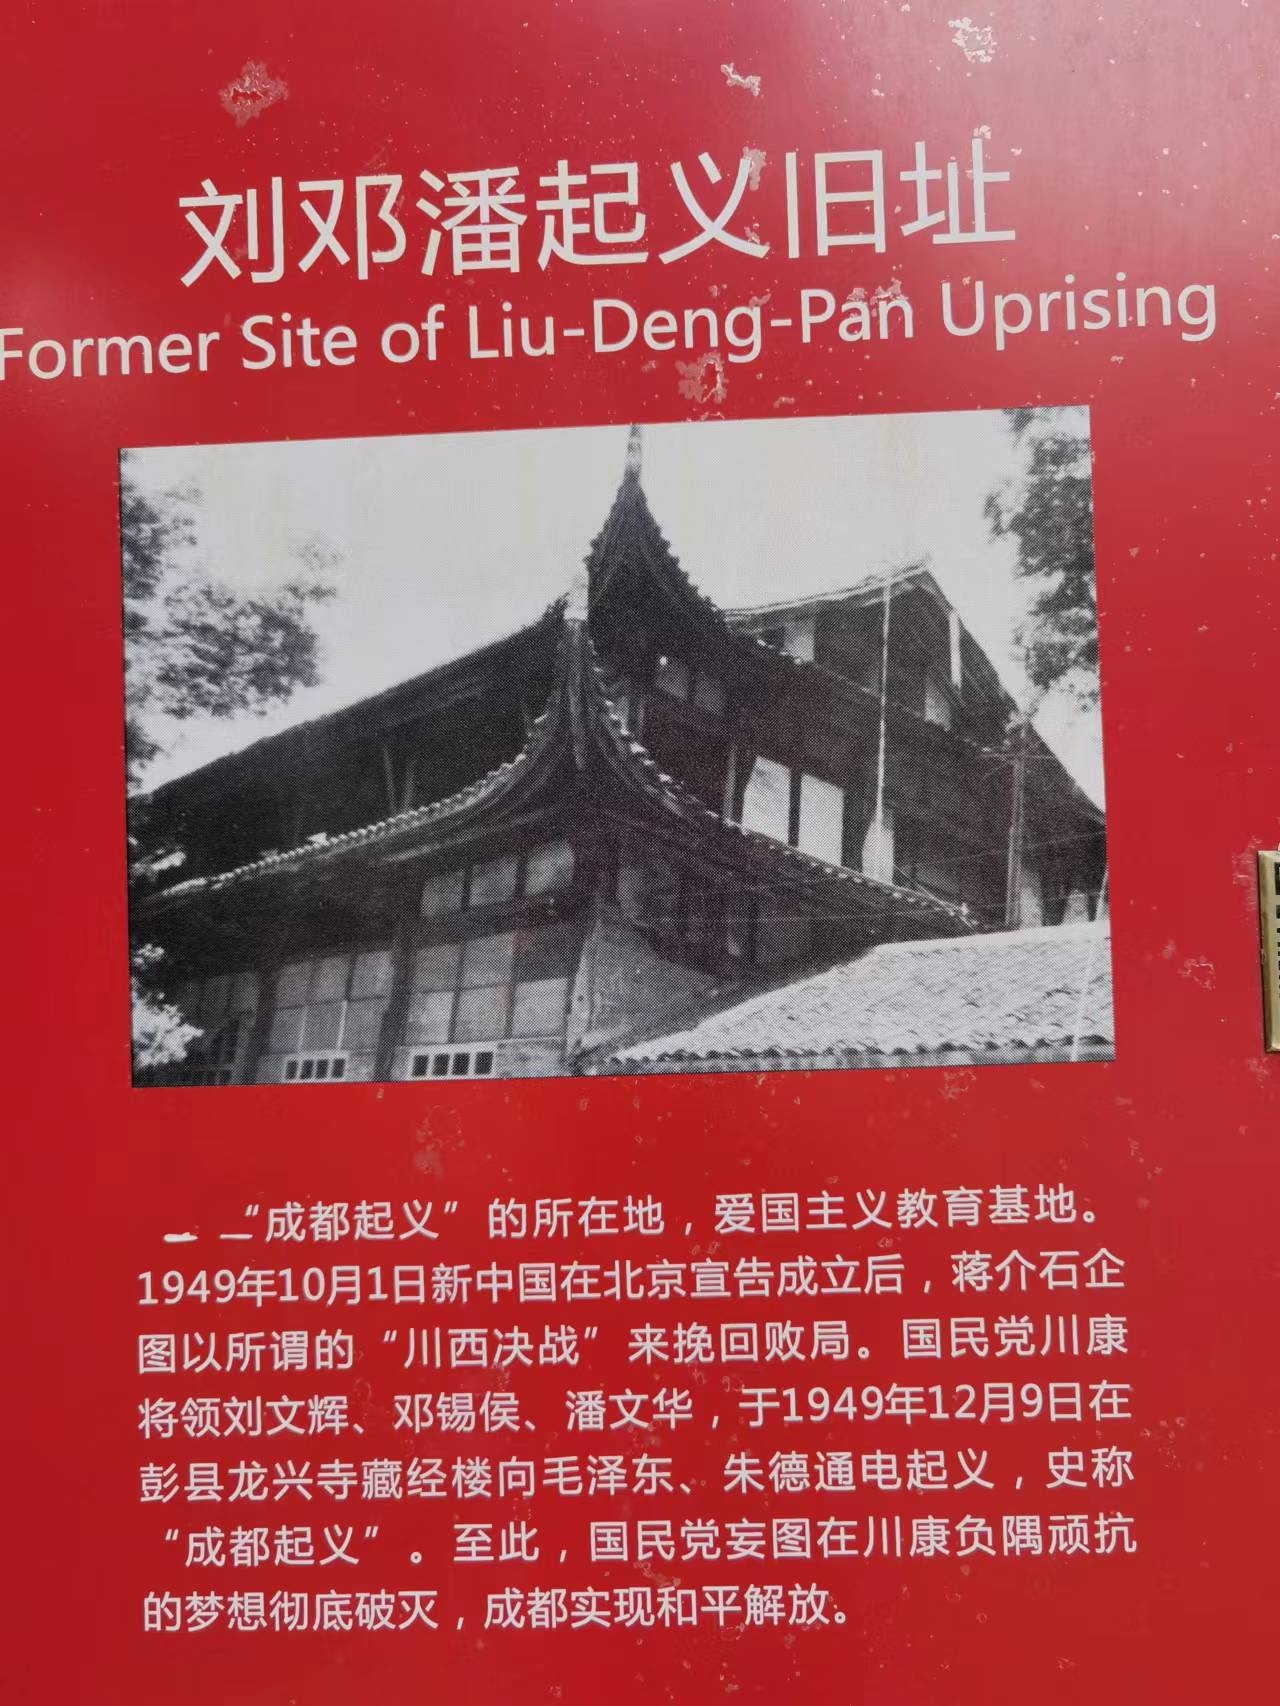 刘邓潘起义旧址
Former Site of Liu-Deng-Pan Uprising
“成都起义”的所在地，爱国主义教育基地。
1949年10月1日新中国在北京宣告成立后，蒋介石企
图以所谓的“川西决战”来挽回败局。国民党川康
将领刘文辉、邓锡侯、潘文华，于1949年12月9日在
彭县龙兴寺藏经楼向毛泽东、朱德通电起义，史称
“成都起义”。至此，国民党妄图在川康负隅顽抗
的梦想彻底破灭，成都实现和平解放。